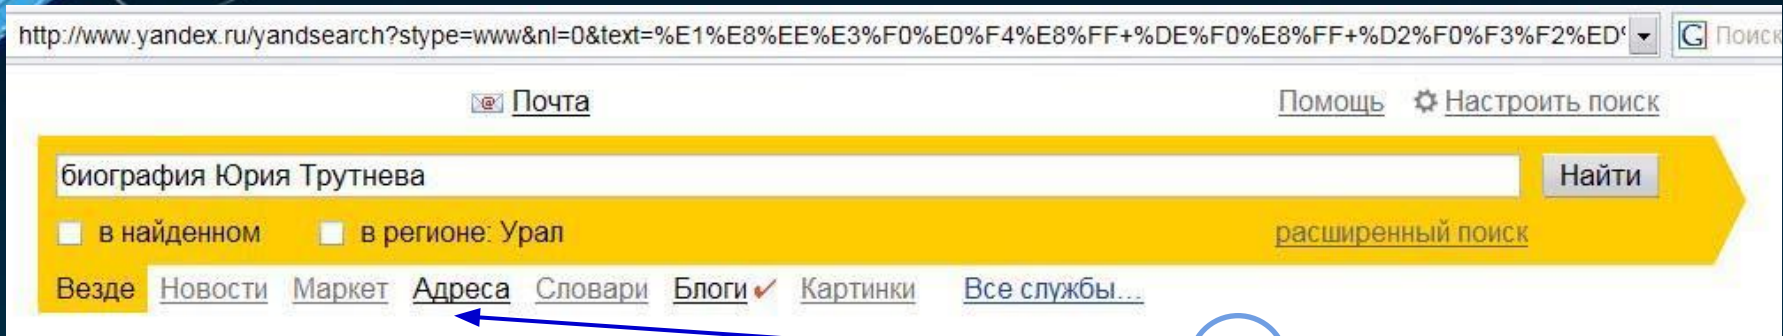 http://www.yandex.ru/yandsearch?stype=www&nl=0&text=%E1%E8%EE%E3%F0%E0%F4%E8%FF+%DE%F0%E8%FF+%D2%F0%F3%F2%ED G Поиск
Почта Помощь Настроить поиск
биография Юрия Трутнева Найти
в найденном в регионе: Урал расширенный поиск
Везде Новости Маркет Адреса Словари Блоги Картинки Все службы...